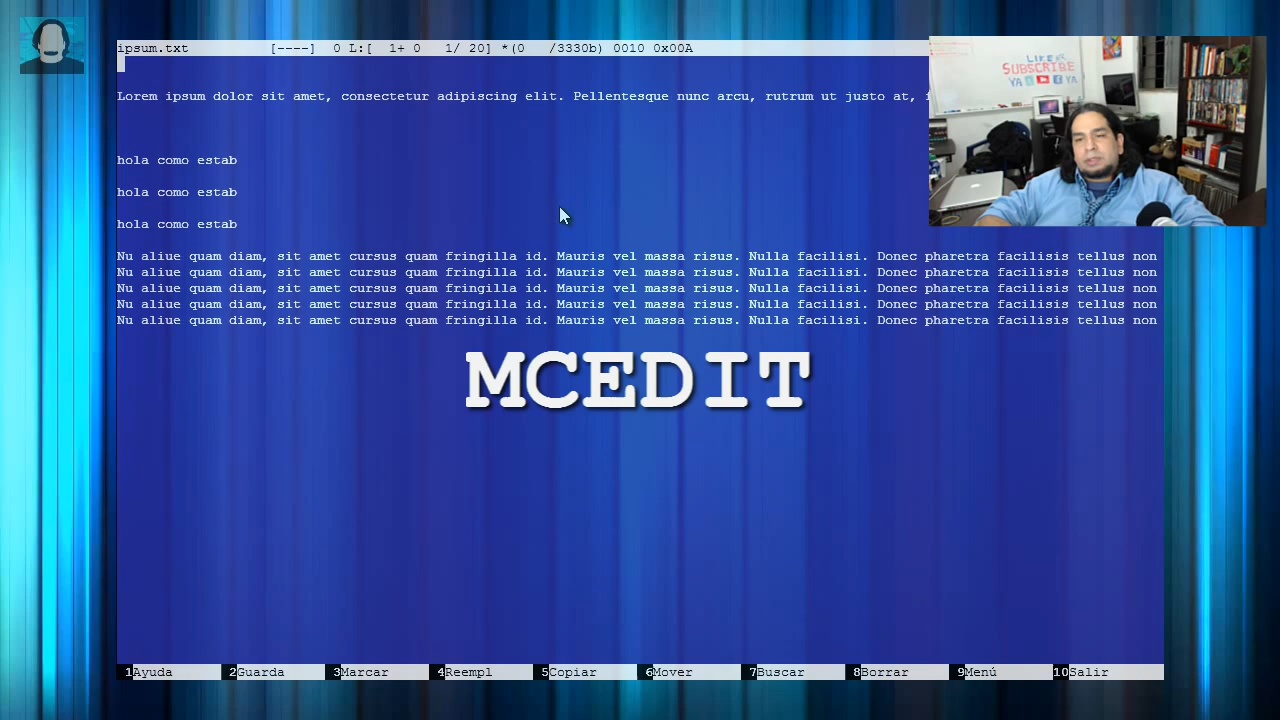 ipsum.txt [----] 0 L:[ 1+ 0 1/ 20] *(0 /3330b) 0010 0x00A
Lorem ipsum dolor sit amet, consectetur adipiscing elit. Pellentesque nunc arcu, rutrum ut justo at,
hola como estab
hola como estab
hola como estab
Nu aliue quam diam, sit amet cursus quam fringilla id. Mauris vel massa risus. Nulla facilisi. Donec pharetra facilisis tellus non
Nu aliue quam diam, sit amet cursus quam fringilla id. Mauris vel massa risus. Nulla facilisi. Donec pharetra facilisis tellus non
Nu aliue quam diam, sit amet cursus quam fringilla id. Mauris vel massa risus. Nulla facilisi. Donec pharetra facilisis tellus non
Nu aliue quam diam, sit amet cursus quam fringilla id. Mauris vel massa risus. Nulla facilisi. Donec pharetra facilisis tellus non
Nu aliue quam diam, sit amet cursus quam fringilla id. Mauris vel massa risus. Nulla facilisi. Donec pharetra facilisis tellus non
MCEDIT
1Ayuda 2Guarda 3Marcar 4Reempl 5Copiar 6Mover 7Buscar 8Borrar 9Menú 10Salir
LIKE
SUBSCRIBE
YA YA